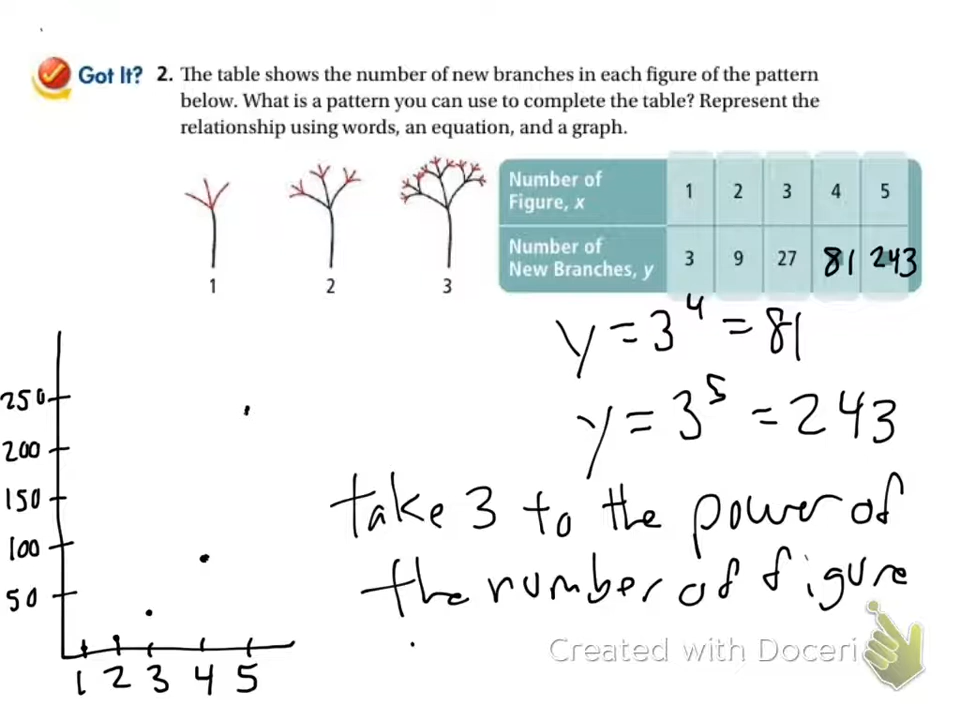 Got It? 2. The table shows the number of new branches in each figure of the pattern
below. What is a pattern you can use to complete the table? Represent the
relationship using words, an equation, and a graph.
1 2 3
Number of Figure, x 1 2 3 4 5
Number of New Branches, y 3 9 27 81 243
y = 3⁴ = 81
y = 3⁵ = 243
take 3 to the power of
the number of figure
250
200
150
100
50
1 2 3 4 5
Created with Doceri